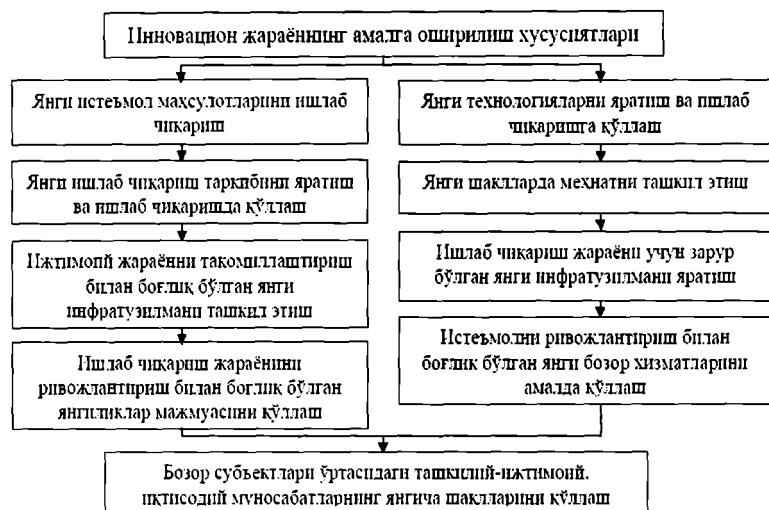 Инновацион жараённинг амалга оширилиш хусусиятлари
Янги истеъмол маҳсулотларини ишлаб
чиқариш
Янги ишлаб чиқариш таркибини яратиш
ва ишлаб чиқаришда қўллаш
Ижтимоий жараённи такомиллаштириш
билан боғлиқ бўлган янги
инфратузилмани ташкил этиш
Ишлаб чиқариш жараёнини
ривожлантириш билан боғлиқ бўлган
янгиликлар мажмуасини қўллаш
Янги технологияларни яратиш ва ишлаб
чиқаришга қўллаш
Янги шаклларда меҳнатни ташкил этиш
Ишлаб чиқариш жараёни учун зарур
бўлган янги инфратузилмани яратиш
Истеъмолни ривожлантириш билан
боғлиқ бўлган янги бозор хизматларини
амалда қўллаш
Бозор субъектлари ўртасидаги ташкилий-ижтимоий,
иқтисодий муносабатларнинг янгича шаклларини қўллаш